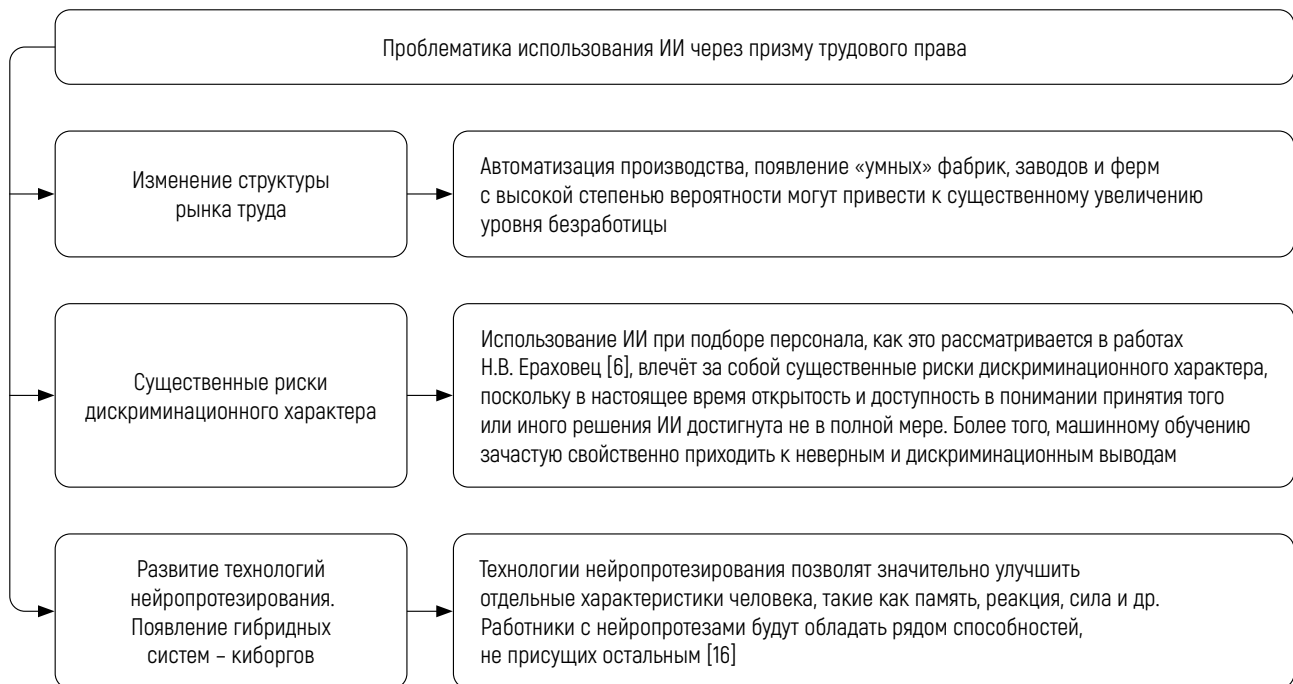 Проблематика использования ИИ через призму трудового права
Изменение структуры
рынка труда
Автоматизация производства, появление «умных» фабрик, заводов и ферм
с высокой степенью вероятности могут привести к существенному увеличению
уровня безработицы
Существенные риски
дискриминационного характера
Использование ИИ при подборе персонала, как это рассматривается в работах
Н.В. Ераховец [6], влечёт за собой существенные риски дискриминационного характера,
поскольку в настоящее время открытость и доступность в понимании принятия того
или иного решения ИИ достигнута не в полной мере. Более того, машинному обучению
зачастую свойственно приходить к неверным и дискриминационным выводам
Развитие технологий
нейропротезирования.
Появление гибридных
систем – киборгов
Технологии нейропротезирования позволят значительно улучшить
отдельные характеристики человека, такие как память, реакция, сила и др.
Работники с нейропротезами будут обладать рядом способностей,
не присущих остальным [16]